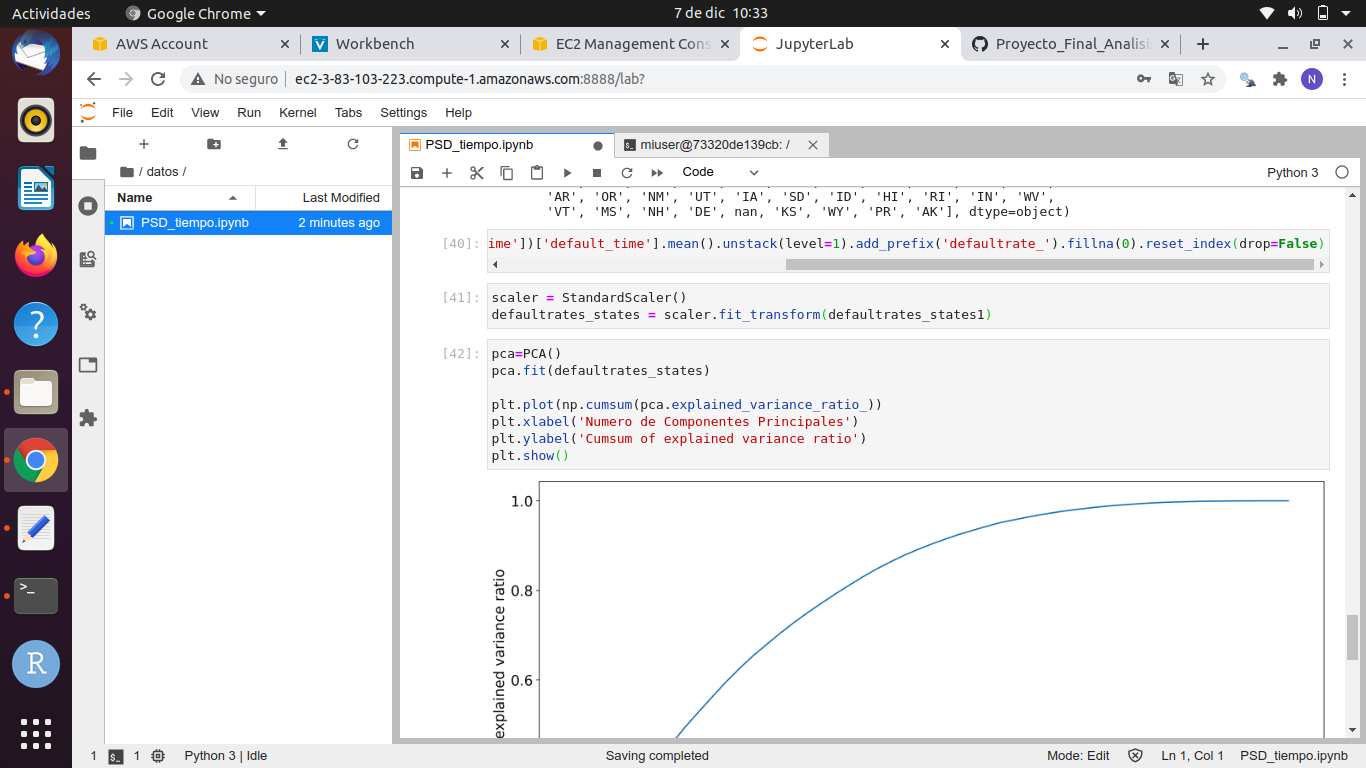 Actividades
Google Chrome
7 de dic 10:33
AWS Account
Workbench
EC2 Management Cons
JupyterLab
Proyecto_Final_Analisi
No seguro
ec2-3-83-103-223.compute-1.amazonaws.com:8888/lab?
N
File Edit View Run Kernel Tabs Settings Help
PSD_tiempo.ipynb
miuser@73320de139cb: /
/ datos /
Code
Python 3
Name
Last Modified
PSD_tiempo.ipynb
2 minutes ago
'AR', 'OR', 'NM', 'UT', 'IA', 'SD', 'ID', 'HI', 'RI', 'IN', 'WV',
'VT', 'MS', 'NH', 'DE', nan, 'KS', 'WY', 'PR', 'AK'], dtype=object)
[40]: ime'])['default_time'].mean().unstack(level=1).add_prefix('defaultrate_').fillna(0).reset_index(drop=False)
[41]: scaler = StandardScaler()
defaultrates_states = scaler.fit_transform(defaultrates_states1)
[42]: pca=PCA()
pca.fit(defaultrates_states)
plt.plot(np.cumsum(pca.explained_variance_ratio_))
plt.xlabel('Numero de Componentes Principales')
plt.ylabel('Cumsum of explained variance ratio')
plt.show()
1.0
0.8
0.6
explained variance ratio
>_
R
1
$_
1
Python 3 | Idle
Saving completed
Mode: Edit
Ln 1, Col 1
PSD_tiempo.ipynb